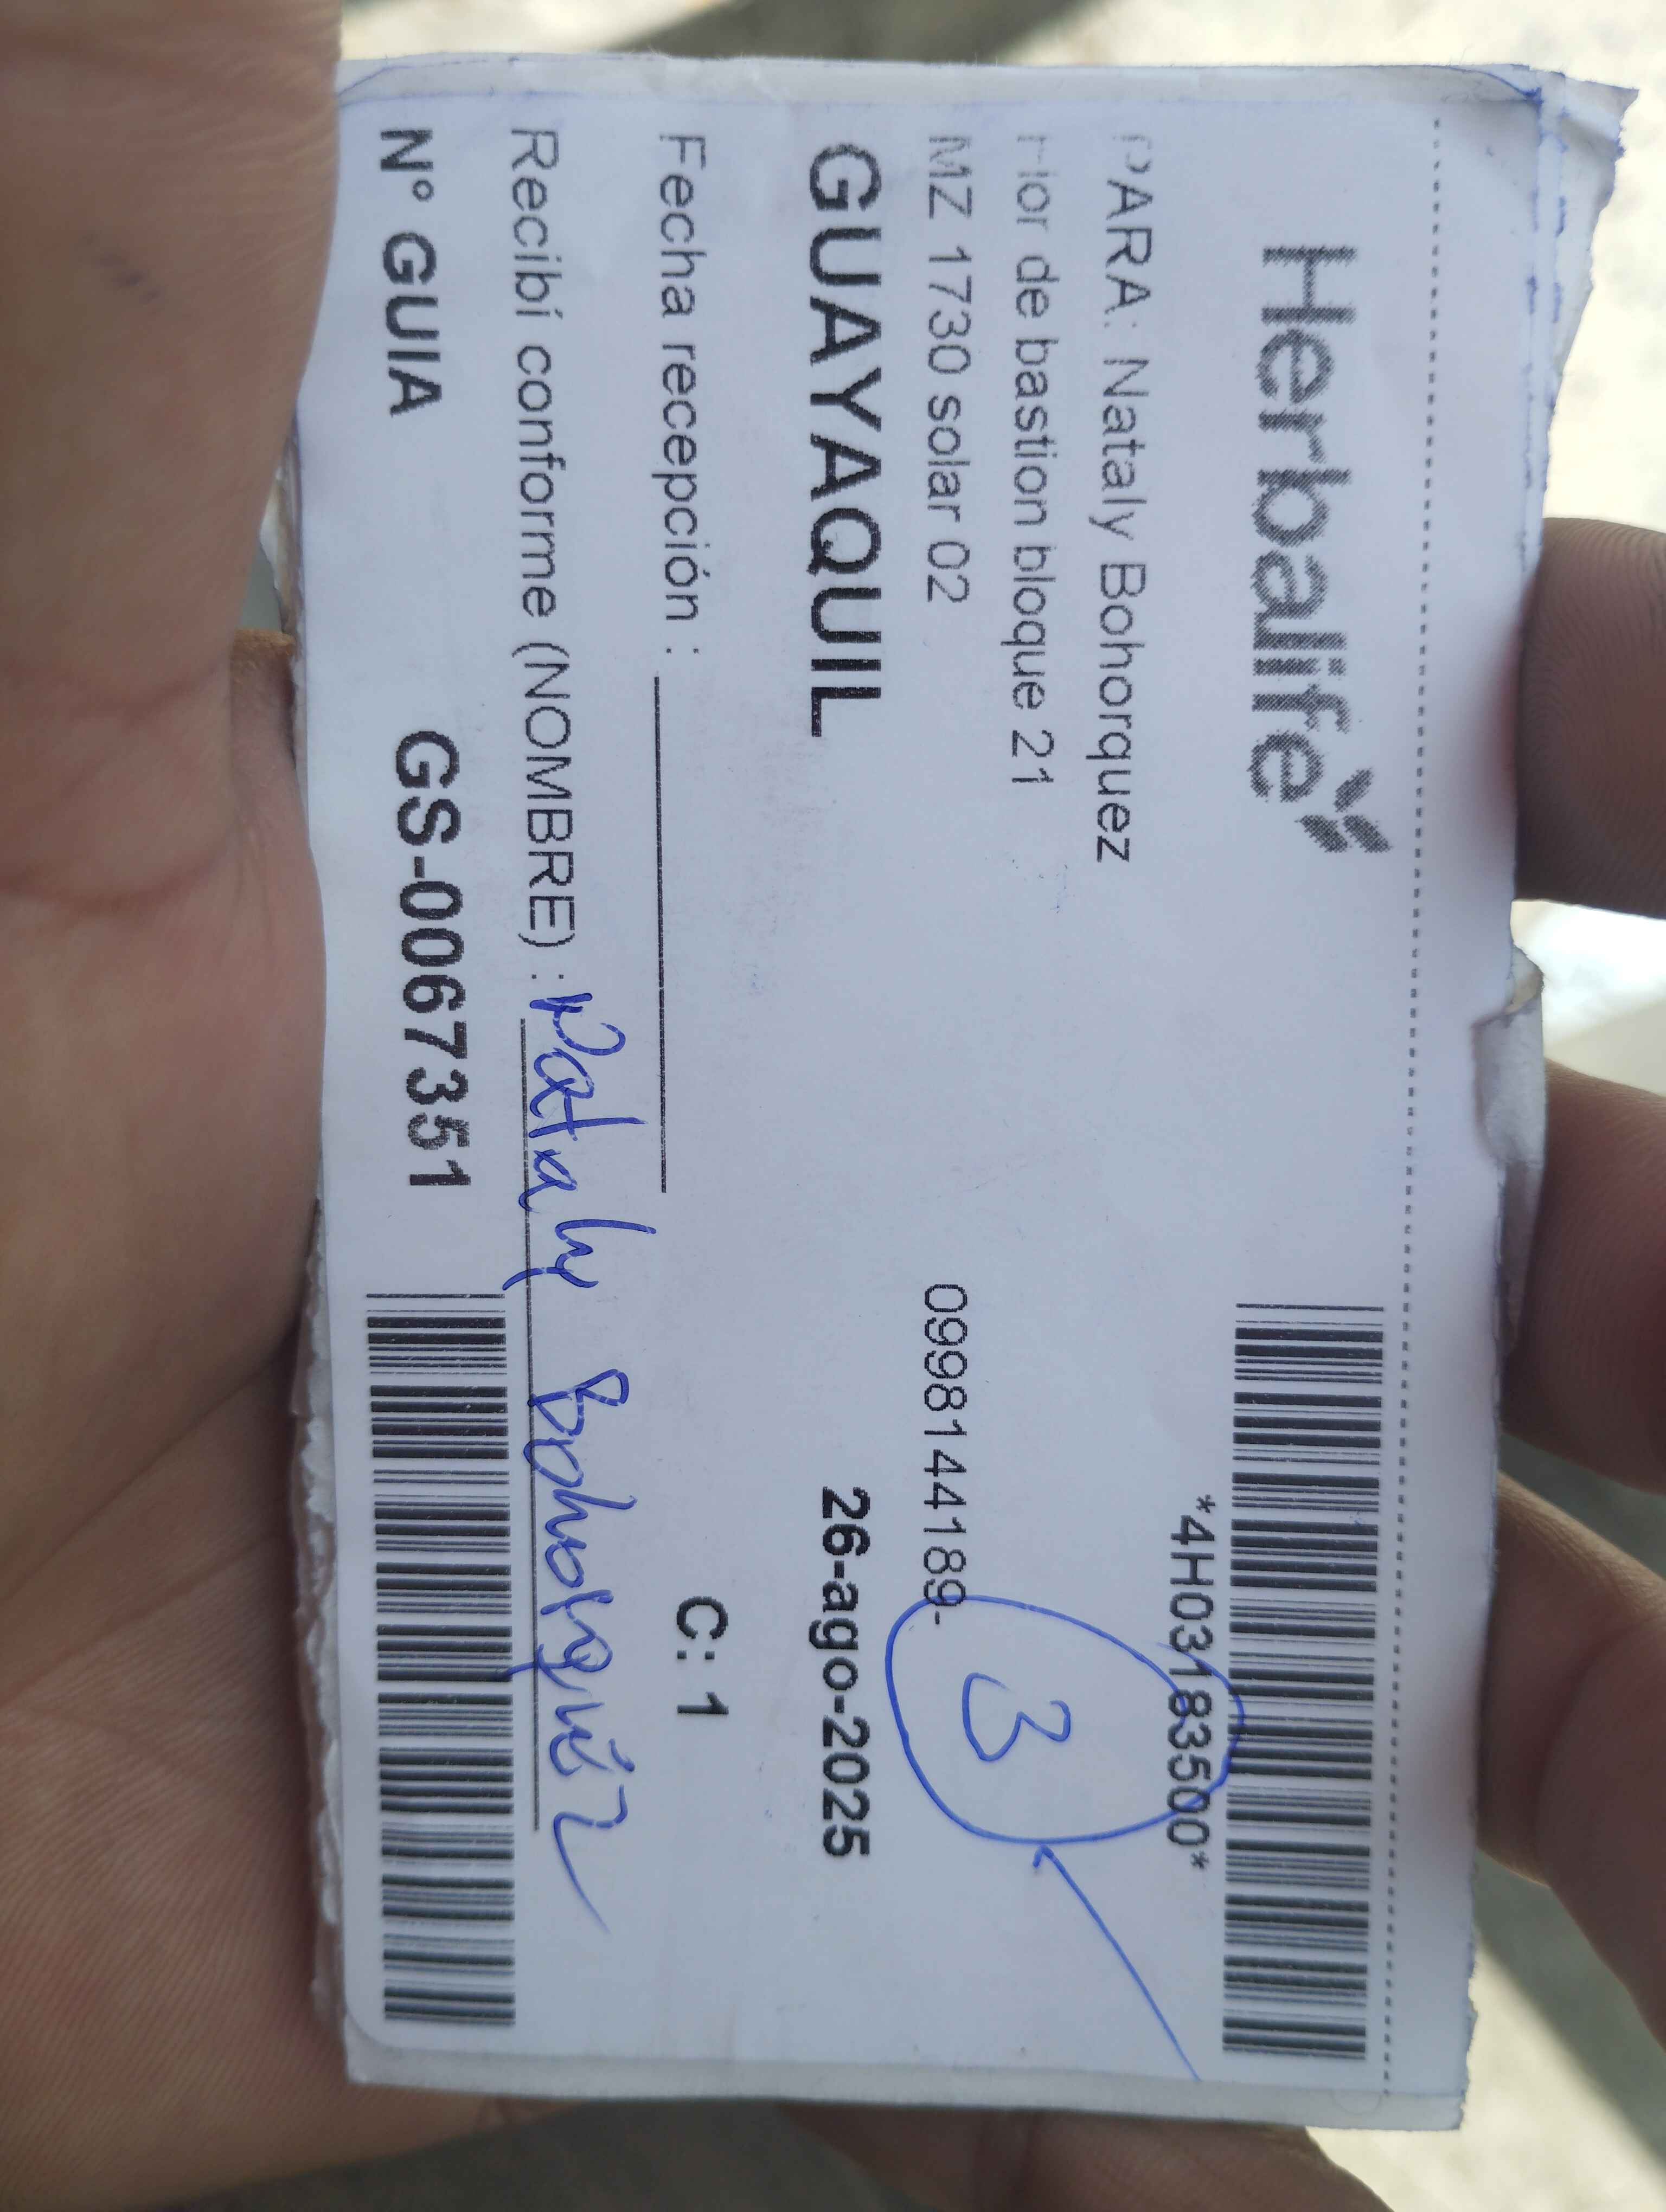 Herbalife
*4H03183500*
PARA: Nataly Bohorquez
Flor de bastion bloque 21
MZ 1730 solar 02
0998144189-
3
GUAYAQUIL
26-ago-2025
Fecha recepción :
C: 1
Recibí conforme (NOMBRE) : Nataly Bohorquez
Nº GUIA
GS-0067351